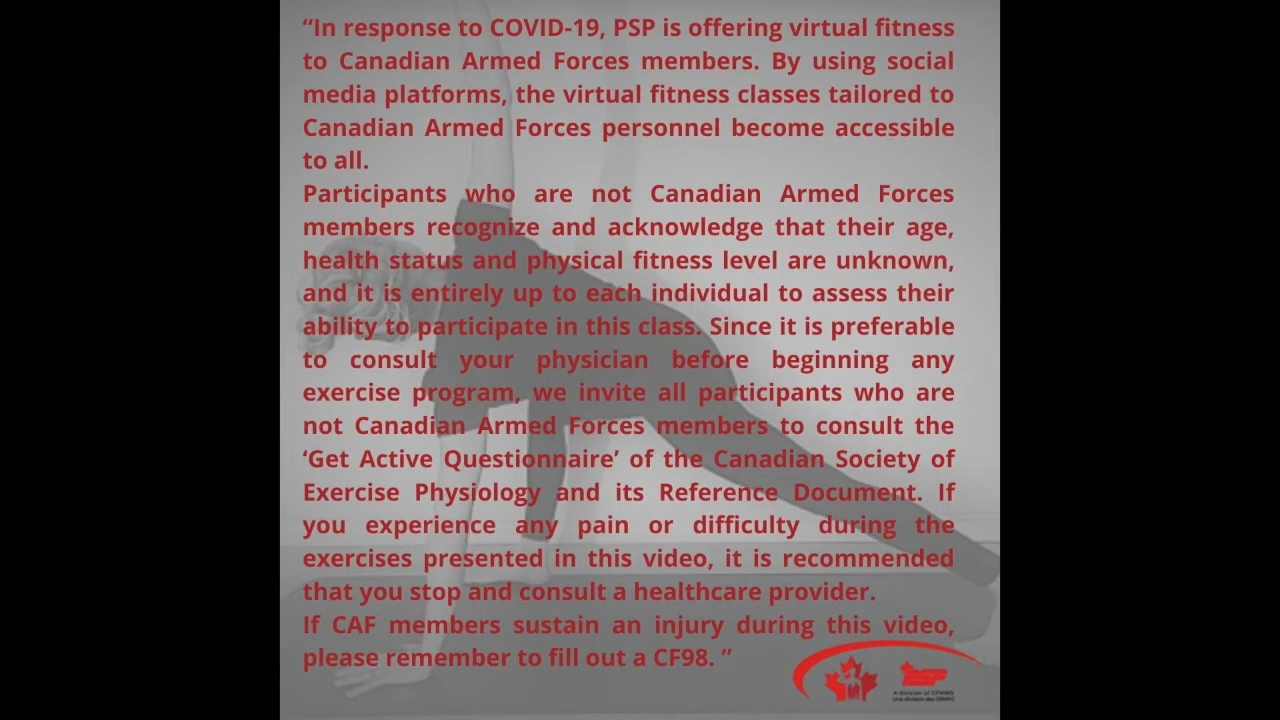 “In response to COVID-19, PSP is offering virtual fitness
to Canadian Armed Forces members. By using social
media platforms, the virtual fitness classes tailored to
Canadian Armed Forces personnel become accessible
to all.
Participants who are not Canadian Armed Forces
members recognize and acknowledge that their age,
health status and physical fitness level are unknown,
and it is entirely up to each individual to assess their
ability to participate in this class. Since it is preferable
to consult your physician before beginning any
exercise program, we invite all participants who are
not Canadian Armed Forces members to consult the
‘Get Active Questionnaire’ of the Canadian Society of
Exercise Physiology and its Reference Document. If
you experience any pain or difficulty during the
exercises presented in this video, it is recommended
that you stop and consult a healthcare provider.
If CAF members sustain an injury during this video,
please remember to fill out a CF98. ”
PSP
A division of CFMWS
Une division des SBMFC